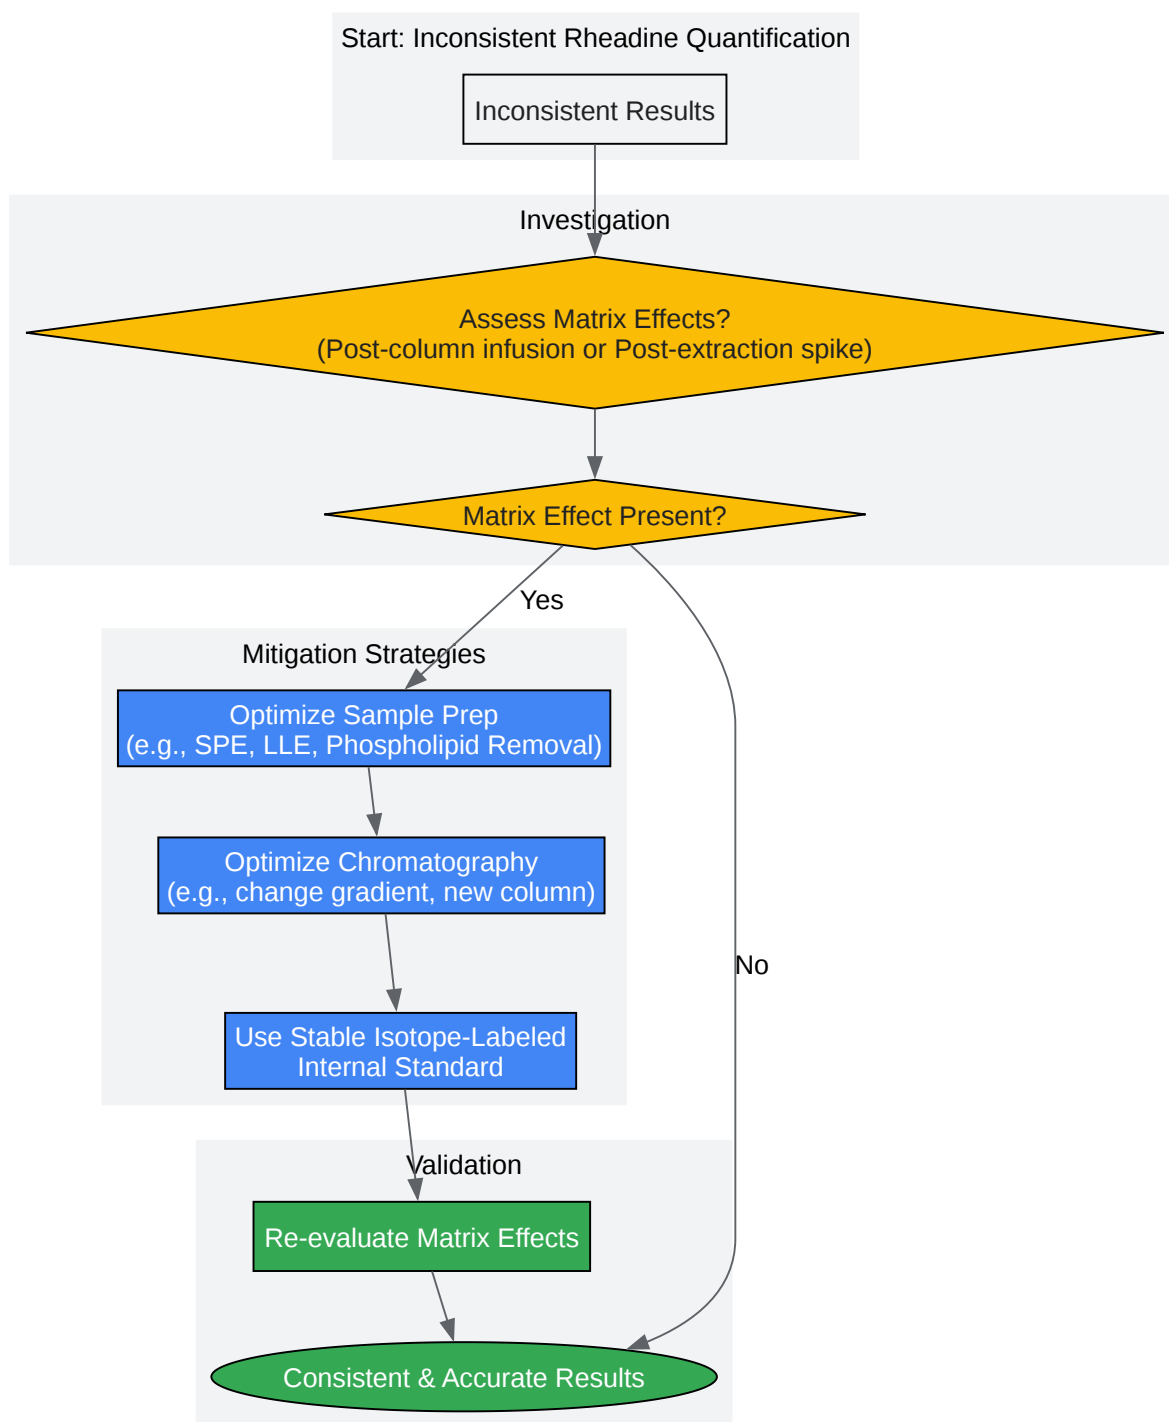 Start: Inconsistent Rheadine Quantification
Inconsistent Results
Investigation
Assess Matrix Effects?
(Post-column infusion or Post-extraction spike)
Matrix Effect Present?
Yes
Mitigation Strategies
Optimize Sample Prep
(e.g., SPE, LLE, Phospholipid Removal)
Optimize Chromatography
(e.g., change gradient, new column)
No
Use Stable Isotope-Labeled
Internal Standard
Validation
Re-evaluate Matrix Effects
Consistent & Accurate Results